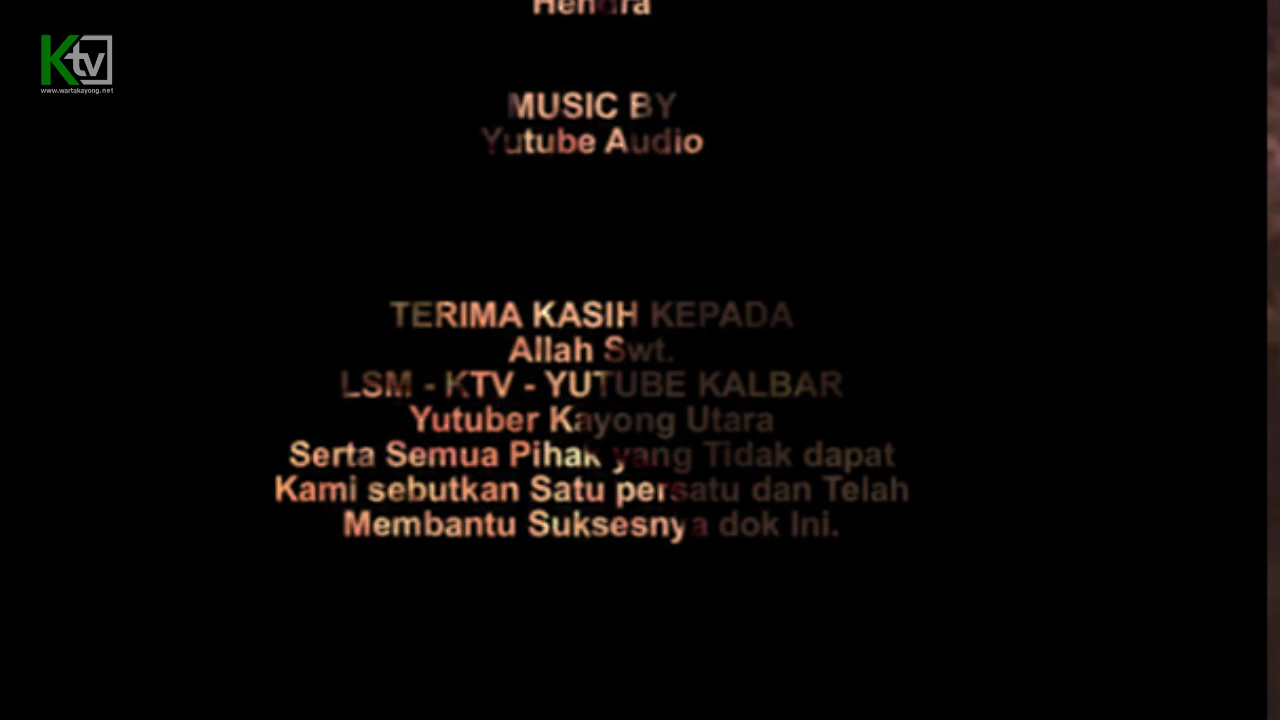 Hendra
Ktv
www.wartakayong.net
MUSIC BY
Yutube Audio
TERIMA KASIH KEPADA
Allah Swt.
LSM - KTV - YUTUBE KALBAR
Yutuber Kayong Utara
Serta Semua Pihak yang Tidak dapat
Kami sebutkan Satu persatu dan Telah
Membantu Suksesnya dok Ini.